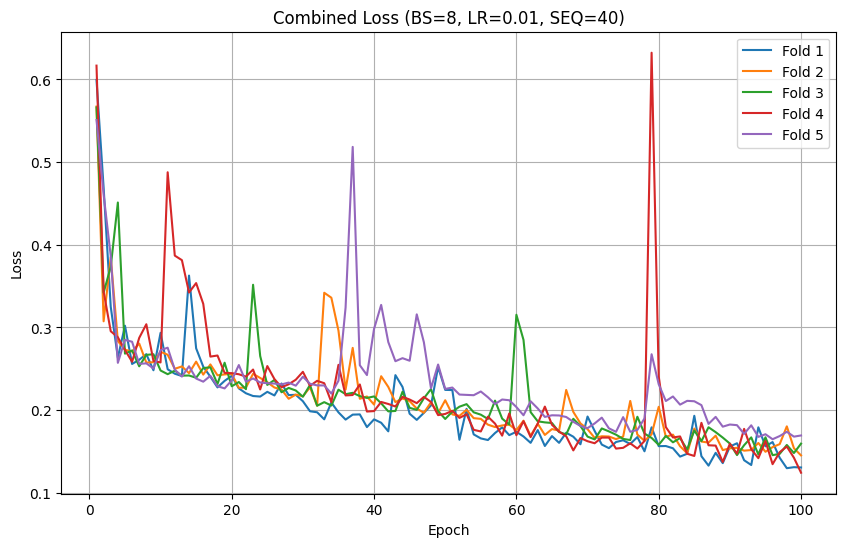 Combined Loss (BS=8, LR=0.01, SEQ=40)
Fold 1
Fold 2
Fold 3
Fold 4
Fold 5
0.6
0.5
0.4
0.3
0.2
0.1
Loss
0
20
40
60
80
100
Epoch